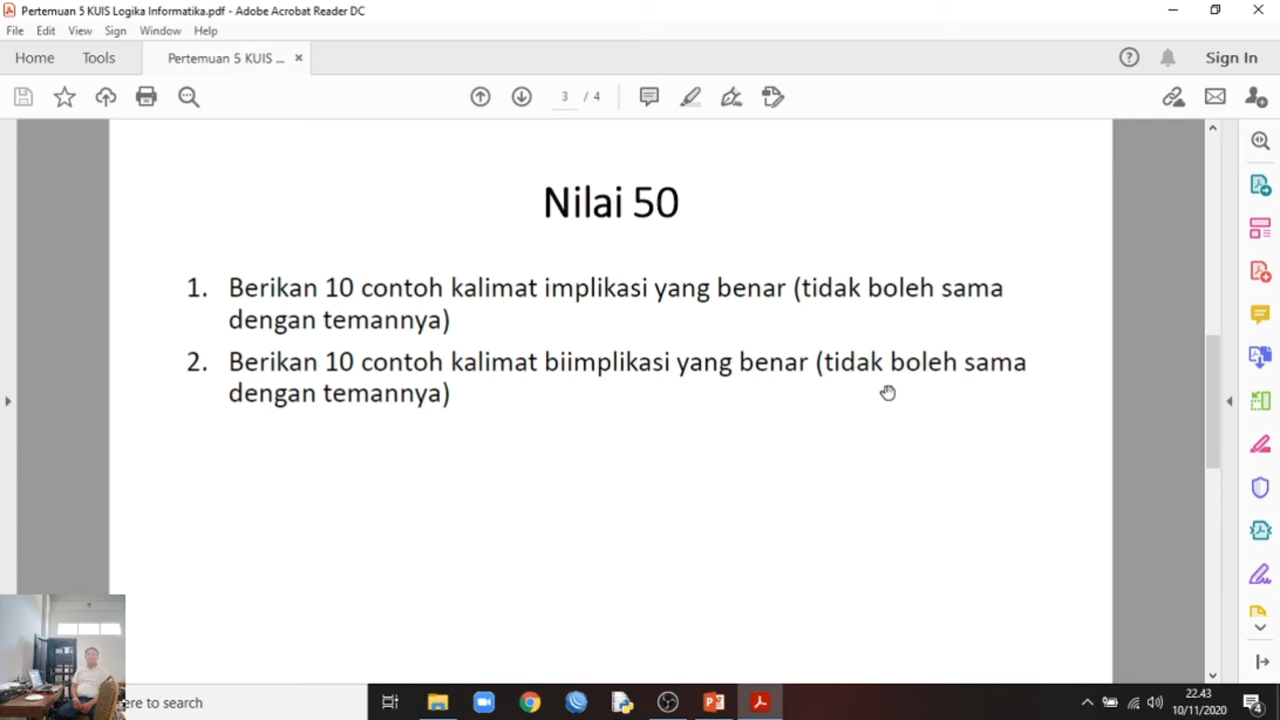 Pertemuan 5 KUIS Logika Informatika.pdf - Adobe Acrobat Reader DC
File Edit View Sign Window Help
Home Tools Pertemuan 5 KUIS ... Sign In
3 / 4
Nilai 50
1. Berikan 10 contoh kalimat implikasi yang benar (tidak boleh sama
dengan temannya)
2. Berikan 10 contoh kalimat biimplikasi yang benar (tidak boleh sama
dengan temannya)
ere to search
22.43
10/11/2020
4